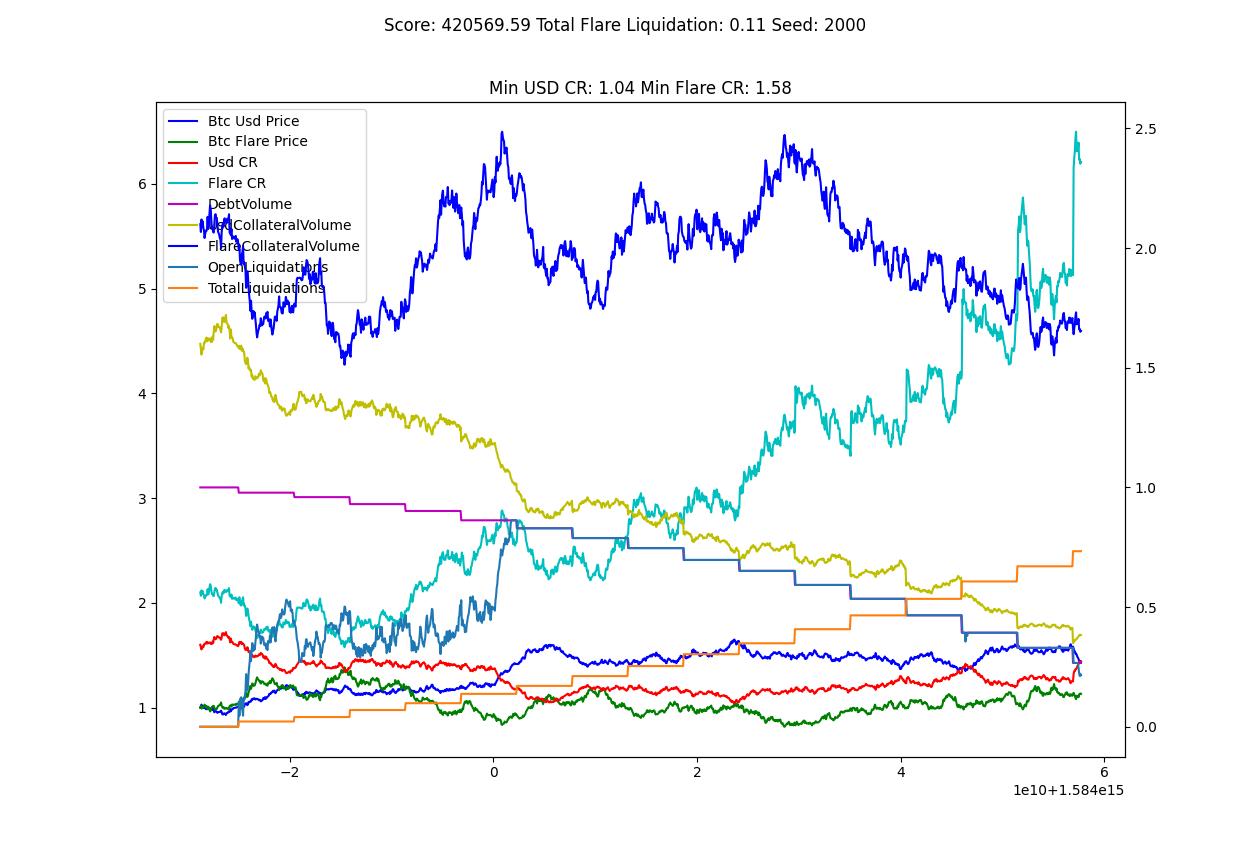 Score: 420569.59 Total Flare Liquidation: 0.11 Seed: 2000
Min USD CR: 1.04 Min Flare CR: 1.58
Btc Usd Price
Btc Flare Price
Usd CR
Flare CR
DebtVolume
UsdCollateralVolume
FlareCollateralVolume
OpenLiquidations
TotalLiquidations
6
5
4
3
2
1
2.5
2.0
1.5
1.0
0.5
0.0
−2
0
2
4
6
1e10+1.584e15